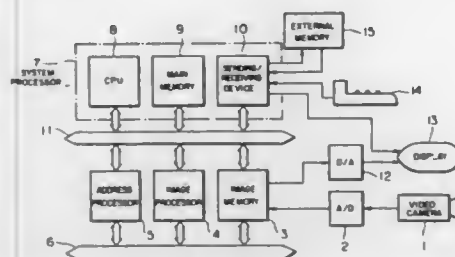 8
9
10
EXTERNAL
MEMORY
15
7
SYSTEM
PROCESSOR
CPU
MAIN
MEMORY
SENDING/
RECEIVING
DEVICE
14
11
13
DISPLAY
D/A
12
ADDRESS
PROCESSOR
5
IMAGE
PROCESSOR
4
IMAGE
MEMORY
3
A/D
2
VIDEO
CAMERA
1
6